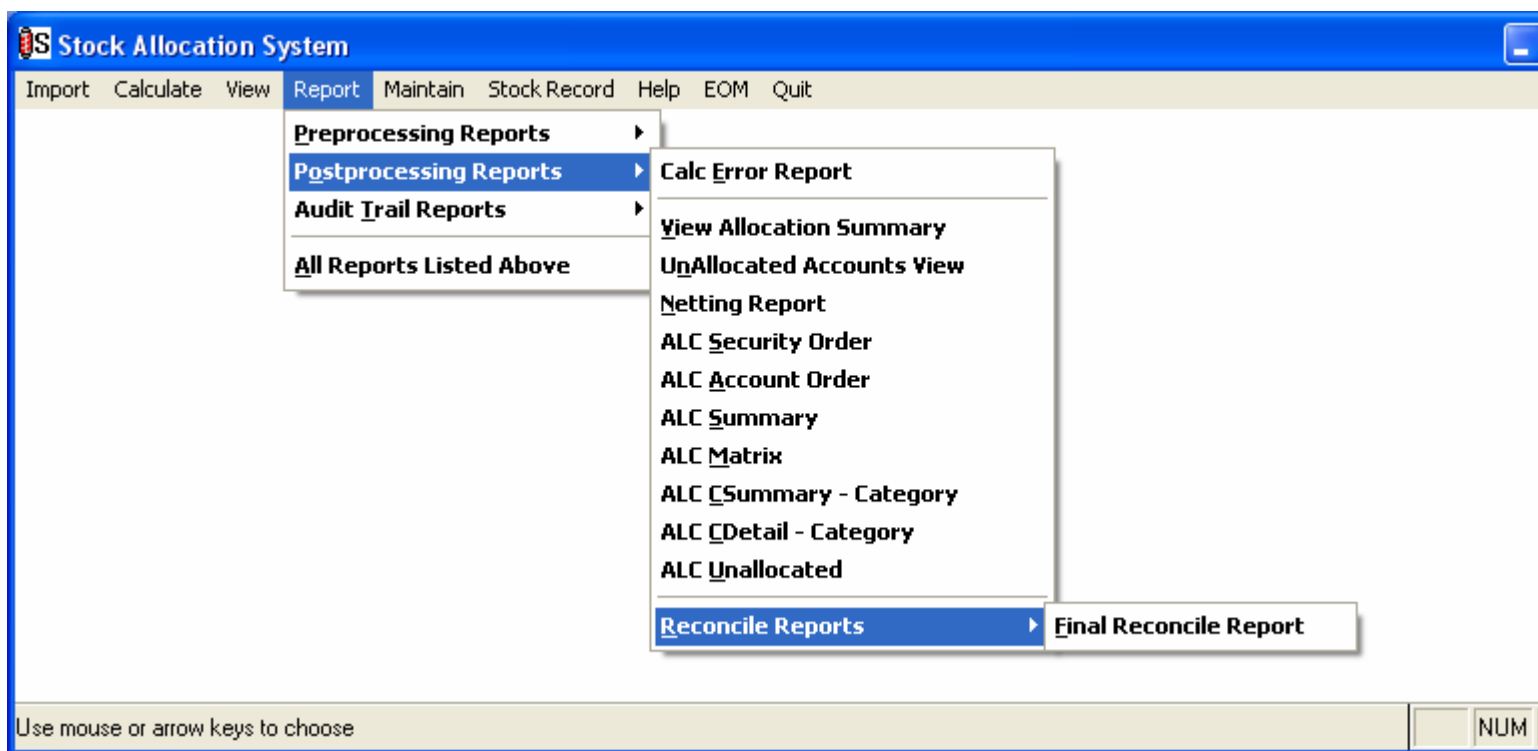 S Stock Allocation System
Import Calculate View Report Maintain Stock Record Help EOM Quit
Preprocessing Reports
Postprocessing Reports
Audit Trail Reports
All Reports Listed Above
Calc Error Report
View Allocation Summary
UnAllocated Accounts View
Netting Report
ALC Security Order
ALC Account Order
ALC Summary
ALC Matrix
ALC CSummary - Category
ALC CDetail - Category
ALC Unallocated
Reconcile Reports
Final Reconcile Report
Use mouse or arrow keys to choose
NUM